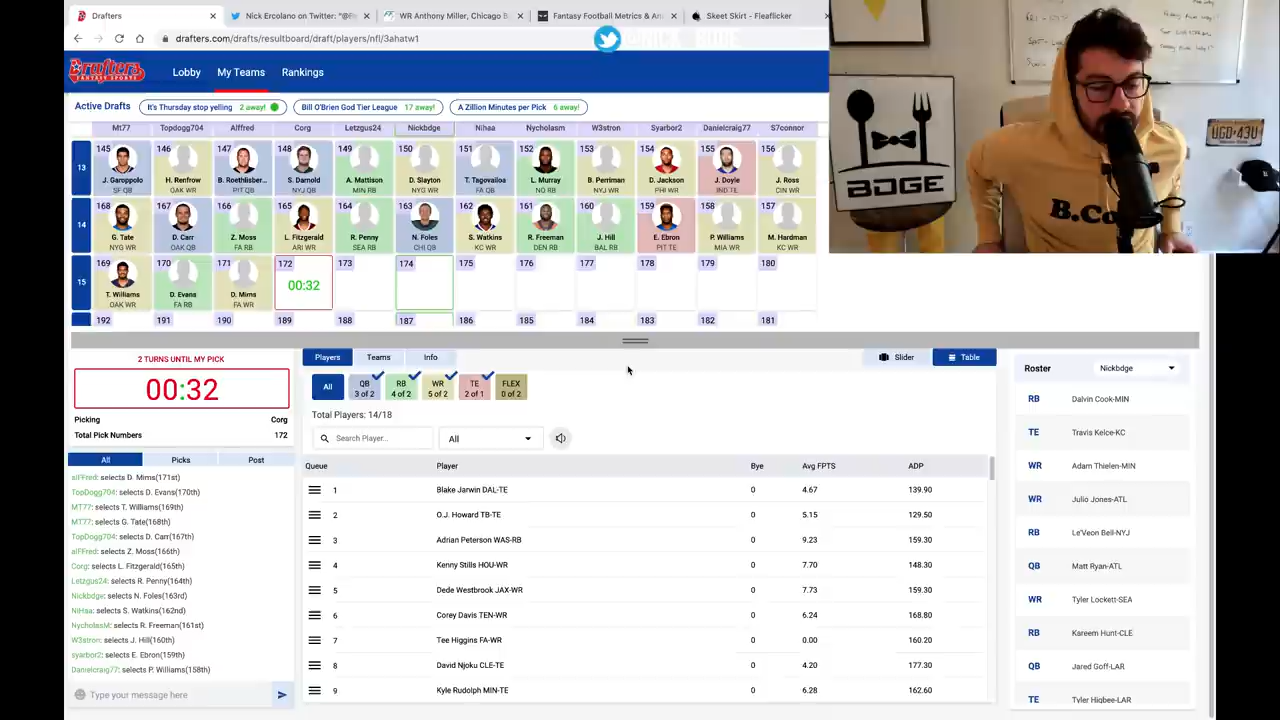 Drafters
Nick Ercolano on Twitter: "@B
WR Anthony Miller, Chicago B
Fantasy Football Metrics & An
Skeet Skirt - Fleaflicker
drafters.com/drafts/resultboard/draft/players/nfl/3ahatw1
Drafters
FANTASY SPORTS
Lobby
My Teams
Rankings
Active Drafts
It's Thursday stop yelling 2 away!
Bill O'Brien God Tier League 17 away!
A Zillion Minutes per Pick 6 away!
Mt77 Topdogg704 Alffred Corg Letzgus24 Nickbdge Nihaa Nycholasm W3stron Syarbor2 Danielcraig77 S7connor
13
145 146 147 148 149 150 151 152 153 154 155 156
J. Garoppolo H. Renfrow B. Roethlisber... S. Darnold A. Mattison D. Slayton T. Tagovailoa L. Murray B. Perriman D. Jackson J. Doyle J. Ross
SF QB OAK WR PIT QB NYJ QB MIN RB NYG WR FA QB NO RB NYJ WR PHI WR IND TE CIN WR
14
168 167 166 165 164 163 162 161 160 159 158 157
G. Tate D. Carr Z. Moss L. Fitzgerald R. Penny N. Foles S. Watkins R. Freeman J. Hill E. Ebron P. Williams M. Hardman
NYG WR OAK QB FA RB ARI WR SEA RB CHI QB KC WR DEN RB BAL RB PIT TE MIA WR KC WR
15
169 170 171 172 173 174 175 176 177 178 179 180
T. Williams D. Evans D. Mims 00:32
OAK WR FA RB FA WR
192 191 190 189 188 187 186 185 184 183 182 181
2 TURNS UNTIL MY PICK
00:32
Picking Corg
Total Pick Numbers 172
All Picks Post
alFFred: selects D. Mims(171st)
TopDogg704: selects D. Evans(170th)
MT77: selects T. Williams(169th)
MT77: selects G. Tate(168th)
TopDogg704: selects D. Carr(167th)
alFFred: selects Z. Moss(166th)
Corg: selects L. Fitzgerald(165th)
Letzgus24: selects R. Penny(164th)
Nickbdge: selects N. Foles(163rd)
NiHaa: selects S. Watkins(162nd)
NycholasM: selects R. Freeman(161st)
W3stron: selects J. Hill(160th)
syarbor2: selects E. Ebron(159th)
Danielcraig77: selects P. Williams(158th)
Type your message here
Players Teams Info
Slider
Table
All
QB
3 of 2
RB
4 of 2
WR
5 of 2
TE
2 of 1
FLEX
0 of 2
Total Players: 14/18
Search Player...
All
Queue Player Bye Avg FPTS ADP
1 Blake Jarwin DAL-TE 0 4.67 139.90
2 O.J. Howard TB-TE 0 5.15 129.50
3 Adrian Peterson WAS-RB 0 9.23 159.30
4 Kenny Stills HOU-WR 0 7.70 148.30
5 Dede Westbrook JAX-WR 0 7.73 159.30
6 Corey Davis TEN-WR 0 6.24 168.80
7 Tee Higgins FA-WR 0 0.00 160.20
8 David Njoku CLE-TE 0 4.20 177.30
9 Kyle Rudolph MIN-TE 0 6.28 162.60
Roster Nickbdge
RB Dalvin Cook-MIN
TE Travis Kelce-KC
WR Adam Thielen-MIN
WR Julio Jones-ATL
RB Le'Veon Bell-NYJ
QB Matt Ryan-ATL
WR Tyler Lockett-SEA
RB Kareem Hunt-CLE
QB Jared Goff-LAR
TE Tyler Higbee-LAR
BDGE